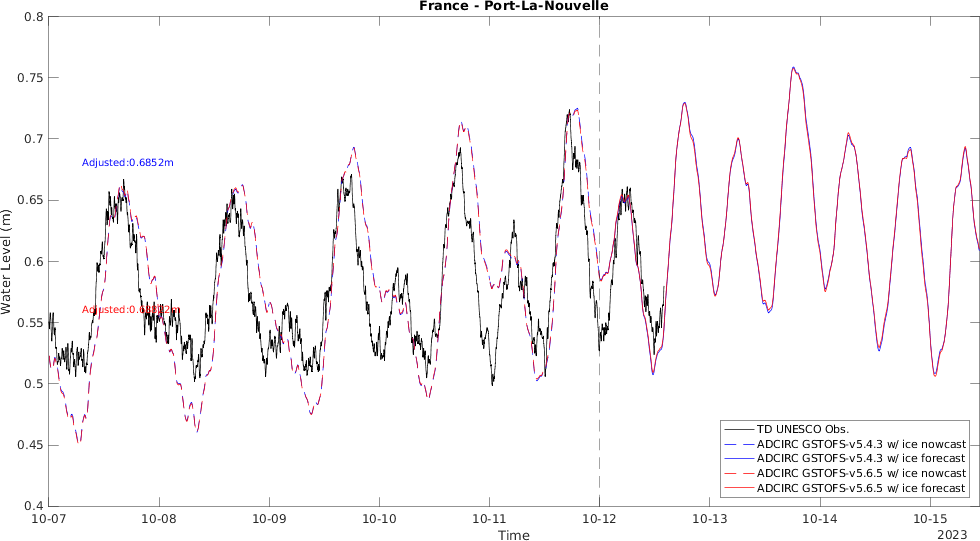 France - Port-La-Nouvelle
0.8
0.75
0.7
0.65
0.6
0.55
0.5
0.45
0.4
Water Level (m)
Adjusted:0.6852m
10-07
10-08
10-09
10-10
10-11
10-12
10-13
10-14
10-15
Time
2023
TD UNESCO Obs.
ADCIRC GSTOFS-v5.4.3 w/ ice nowcast
ADCIRC GSTOFS-v5.4.3 w/ ice forecast
ADCIRC GSTOFS-v5.6.5 w/ ice nowcast
ADCIRC GSTOFS-v5.6.5 w/ ice forecast